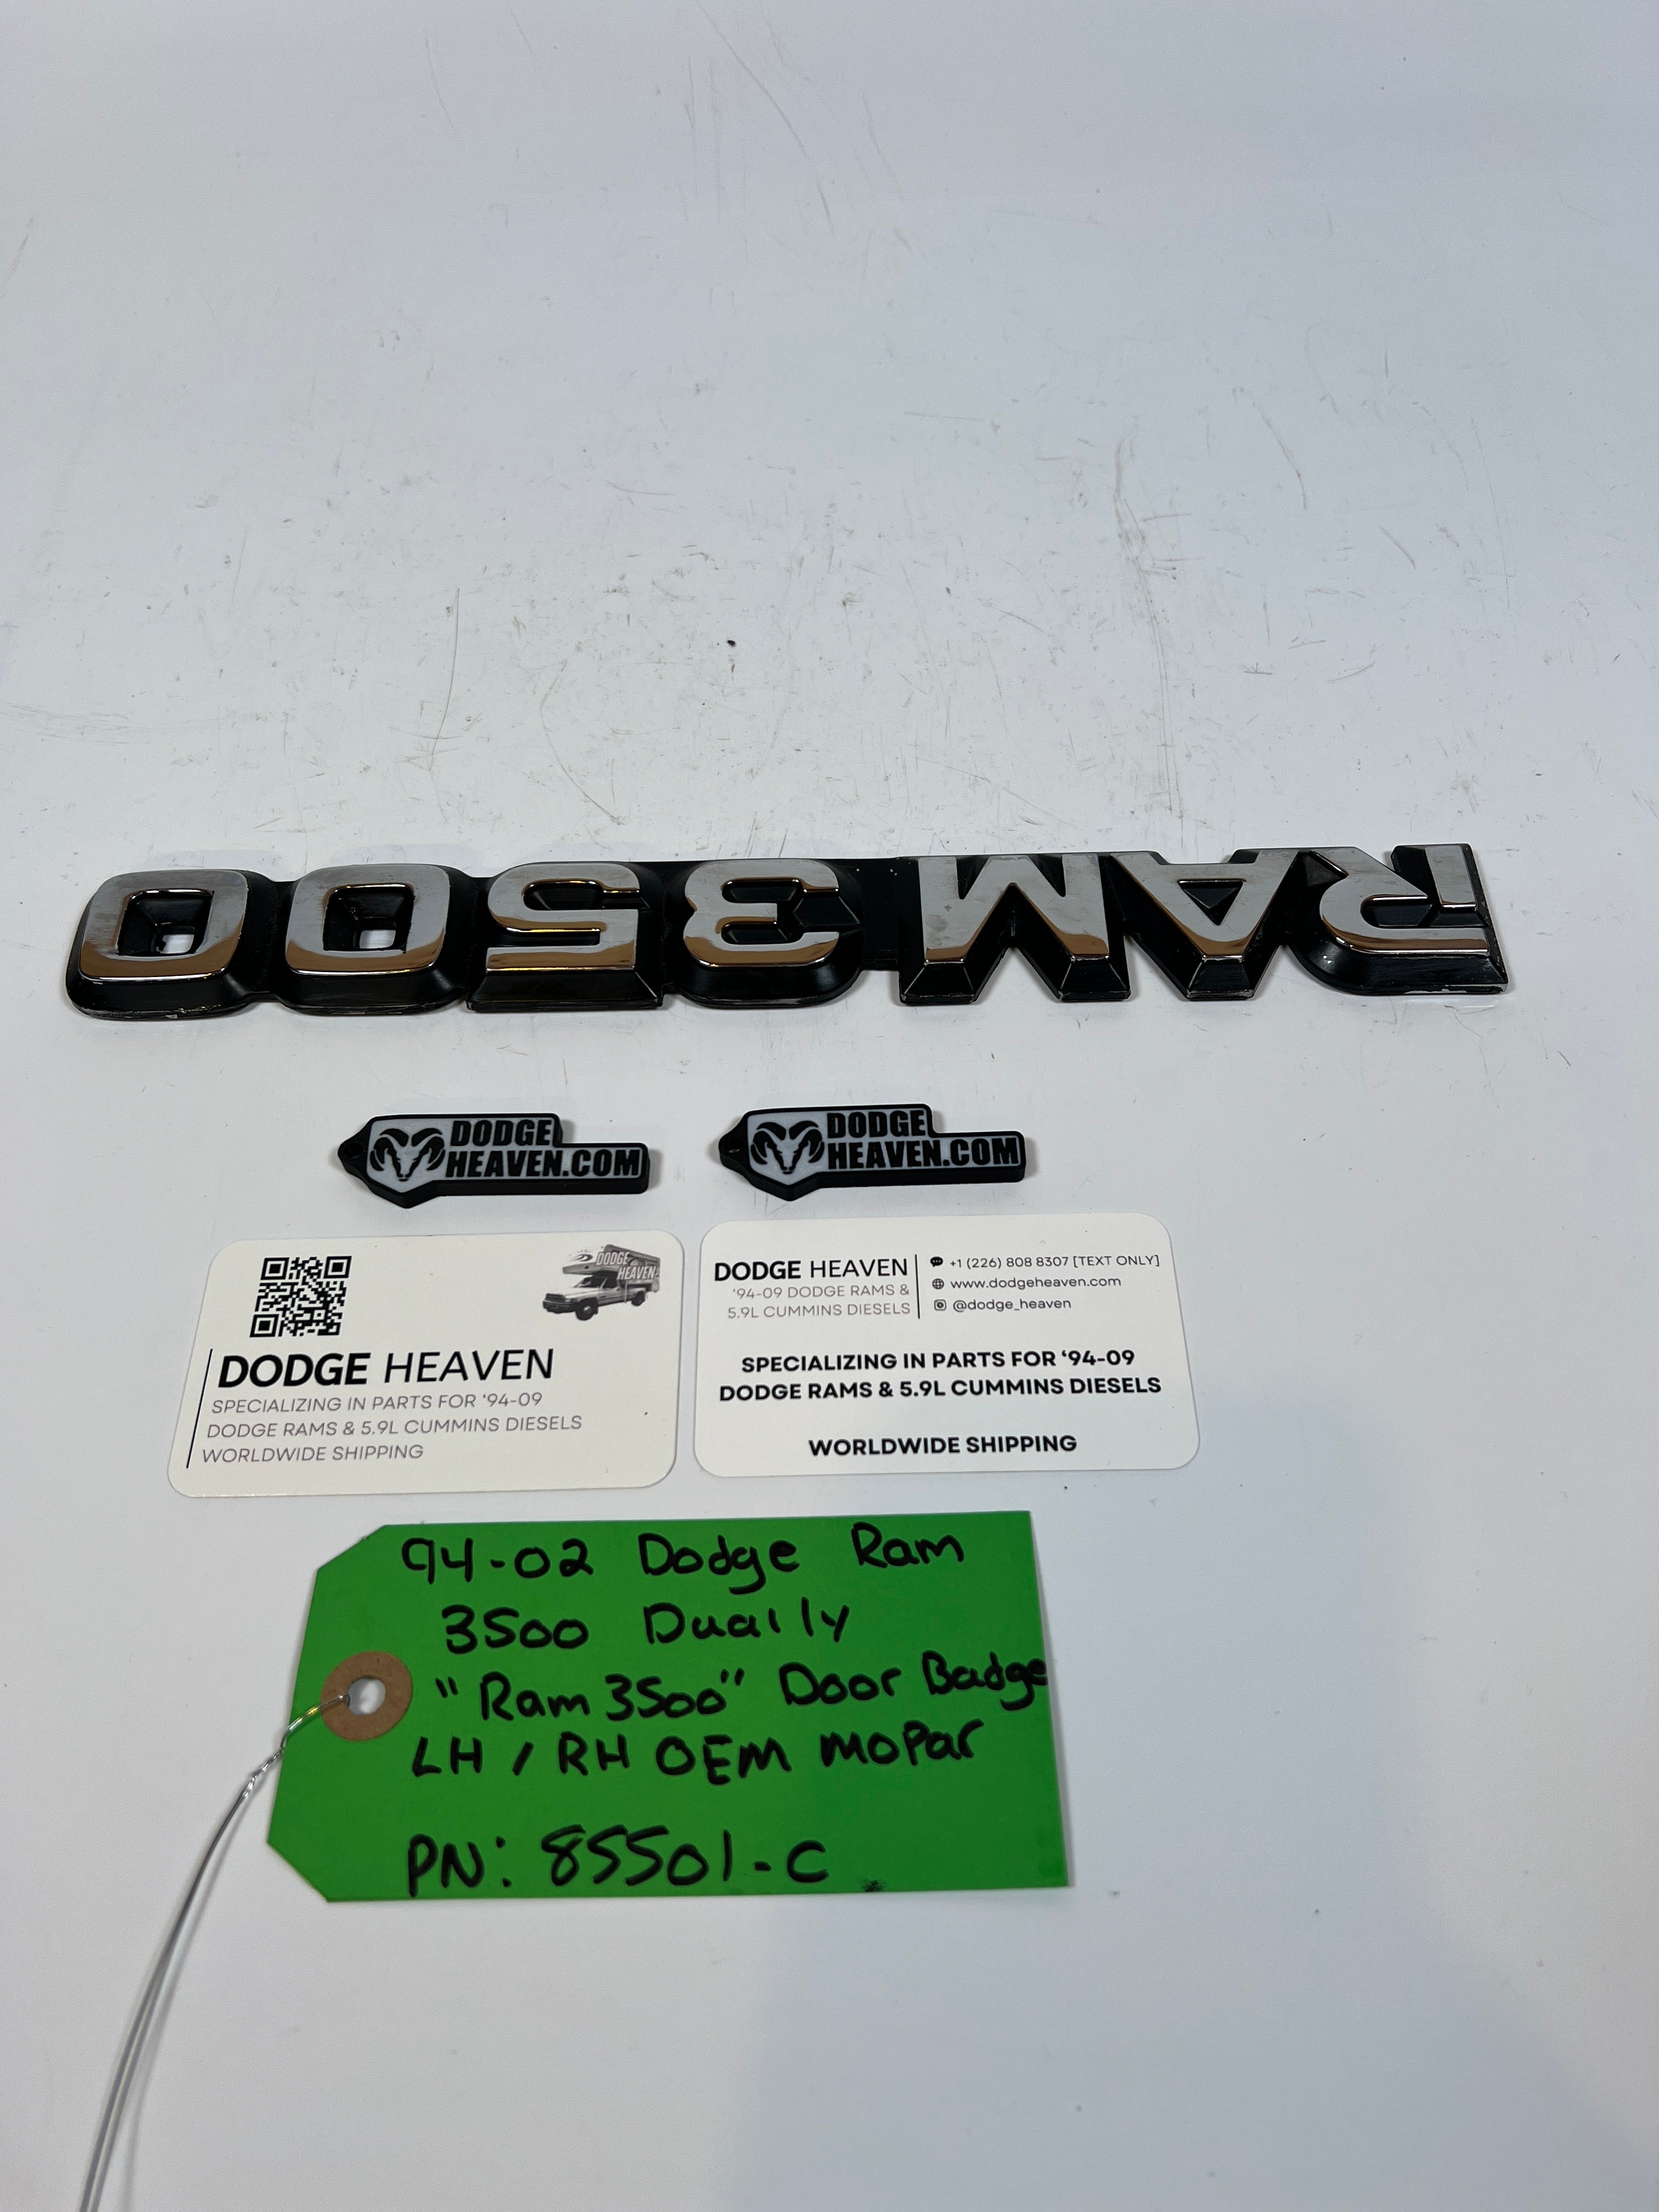 RAM 3500
DODGE
HEAVEN.COM
DODGE
HEAVEN.COM
DODGE
HEAVEN
DODGE HEAVEN
SPECIALIZING IN PARTS FOR ‘94-09
DODGE RAMS & 5.9L CUMMINS DIESELS
WORLDWIDE SHIPPING
DODGE HEAVEN
‘94-09 DODGE RAMS &
5.9L CUMMINS DIESELS
+1 (226) 808 8307 [TEXT ONLY]
www.dodgeheaven.com
@dodge_heaven
SPECIALIZING IN PARTS FOR ‘94-09
DODGE RAMS & 5.9L CUMMINS DIESELS
WORLDWIDE SHIPPING
94-02 Dodge Ram
3500 Dually
"Ram 3500" Door Badge
LH / RH OEM moPar
PN: 85501-C